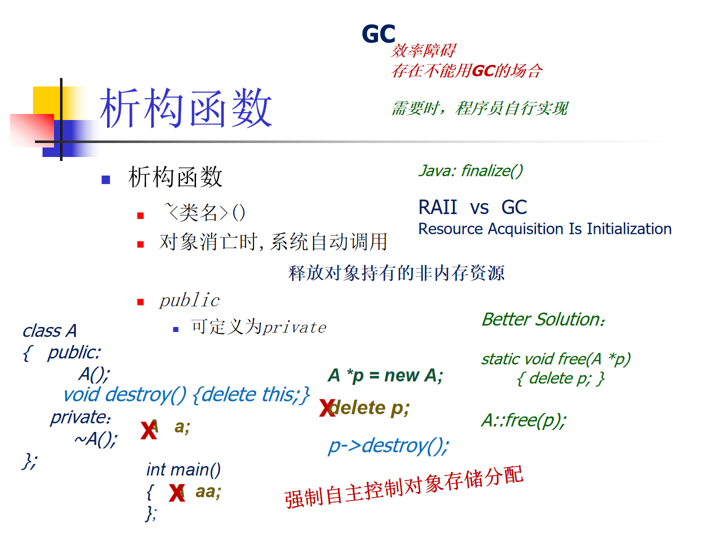 GC
效率障碍
存在不能用GC的场合
析构函数
需要时，程序员自行实现
析构函数
Java: finalize()
~<类名>()
RAII vs GC
Resource Acquisition Is Initialization
对象消亡时,系统自动调用
释放对象持有的非内存资源
public
可定义为private
Better Solution：
class A
{ public:
A();
void destroy() {delete this;}
private：
~A();
};
A a;
X
int main()
{ A aa;
X
};
A *p = new A;
delete p;
X
p->destroy();
static void free(A *p)
{ delete p; }
A::free(p);
强制自主控制对象存储分配